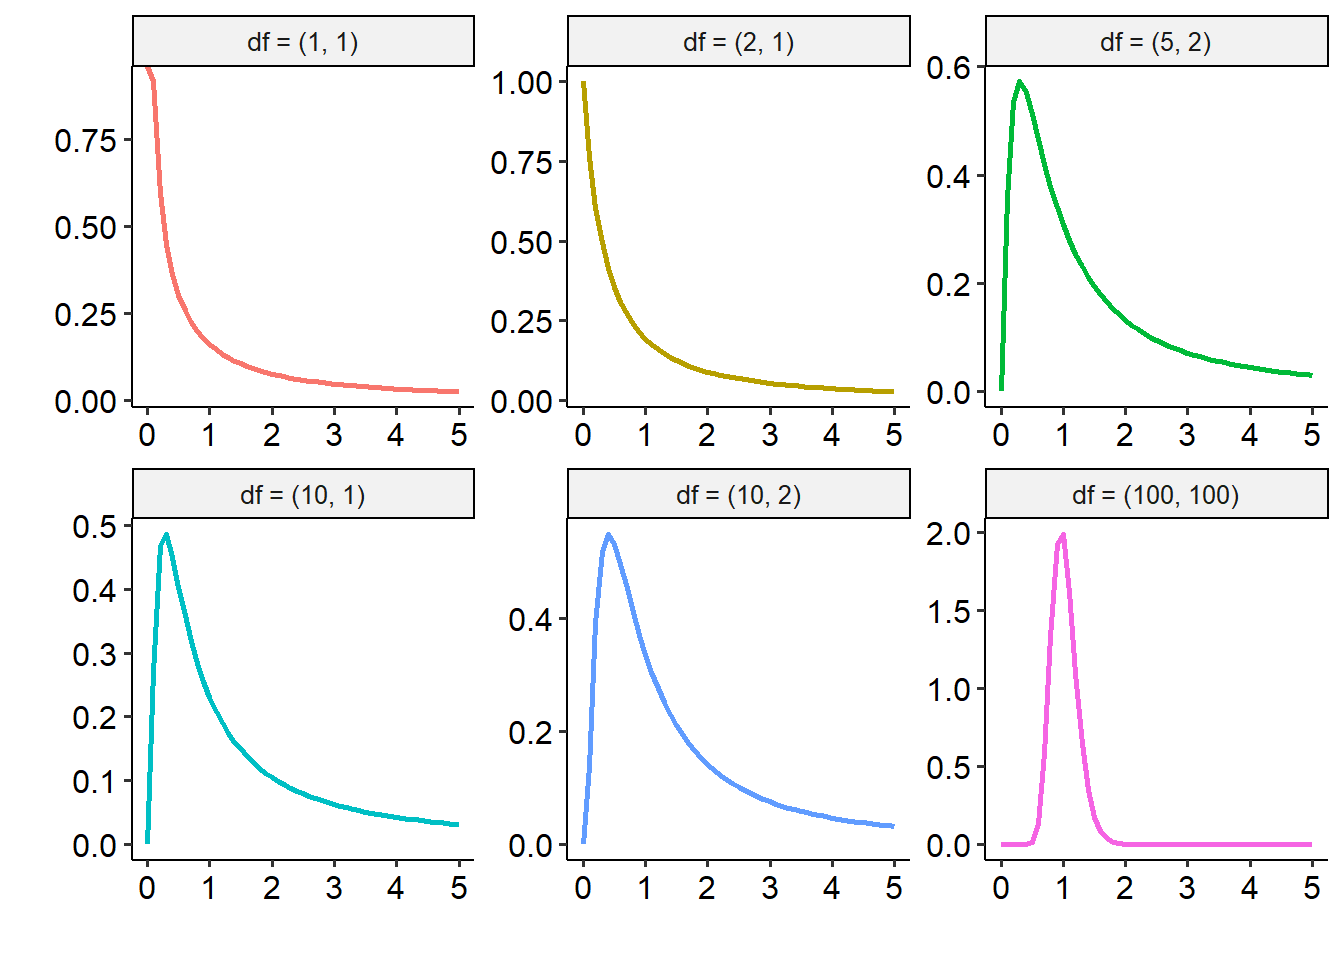 df = (1, 1)
df = (2, 1)
df = (5, 2)
0.75
0.50
0.25
0.00
0 1 2 3 4 5
1.00
0.75
0.50
0.25
0.00
0 1 2 3 4 5
0.6
0.4
0.2
0.0
0 1 2 3 4 5
df = (10, 1)
df = (10, 2)
df = (100, 100)
0.5
0.4
0.3
0.2
0.1
0.0
0 1 2 3 4 5
0.4
0.2
0.0
0 1 2 3 4 5
2.0
1.5
1.0
0.5
0.0
0 1 2 3 4 5